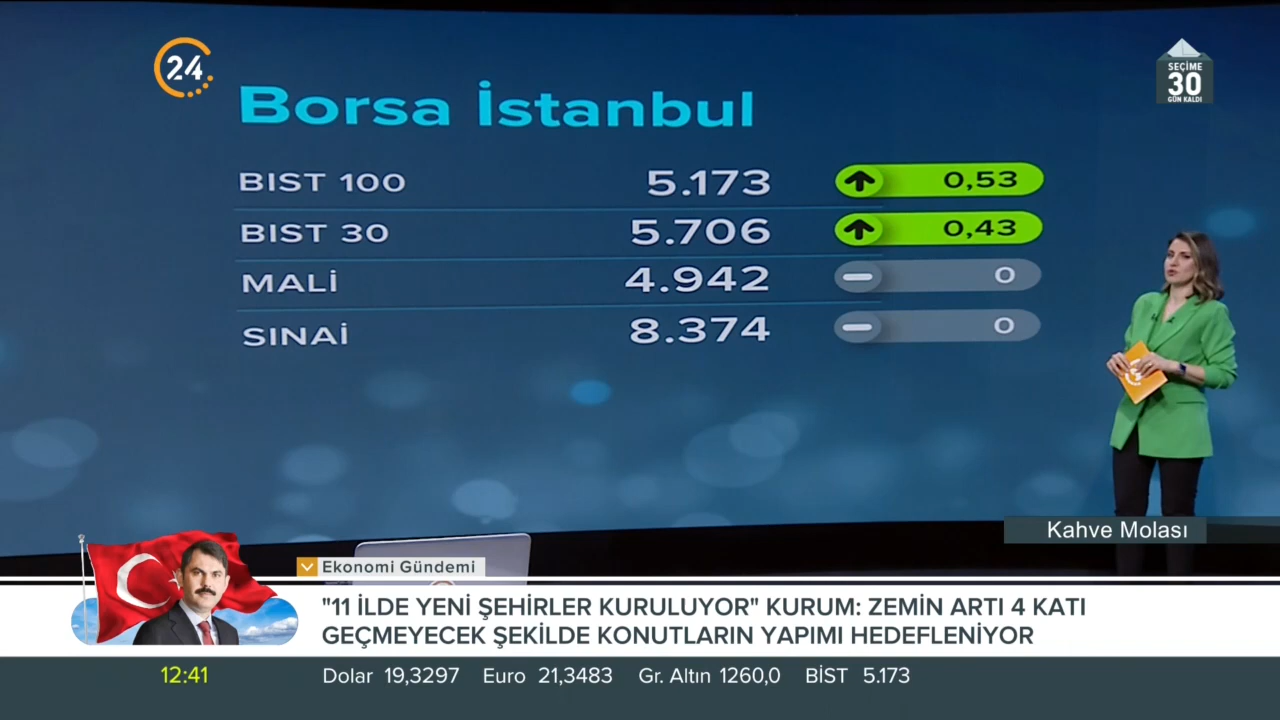 24
SEÇİME
30
GÜN KALDI
Borsa İstanbul
BIST 100 5.173 0,53
BIST 30 5.706 0,43
MALİ 4.942 0
SINAİ 8.374 0
Kahve Molası
Ekonomi Gündemi
"11 İLDE YENİ ŞEHİRLER KURULUYOR" KURUM: ZEMİN ARTI 4 KATI
GEÇMEYECEK ŞEKİLDE KONUTLARIN YAPIMI HEDEFLENİYOR
12:41 Dolar 19,3297 Euro 21,3483 Gr. Altın 1260,0 BİST 5.173